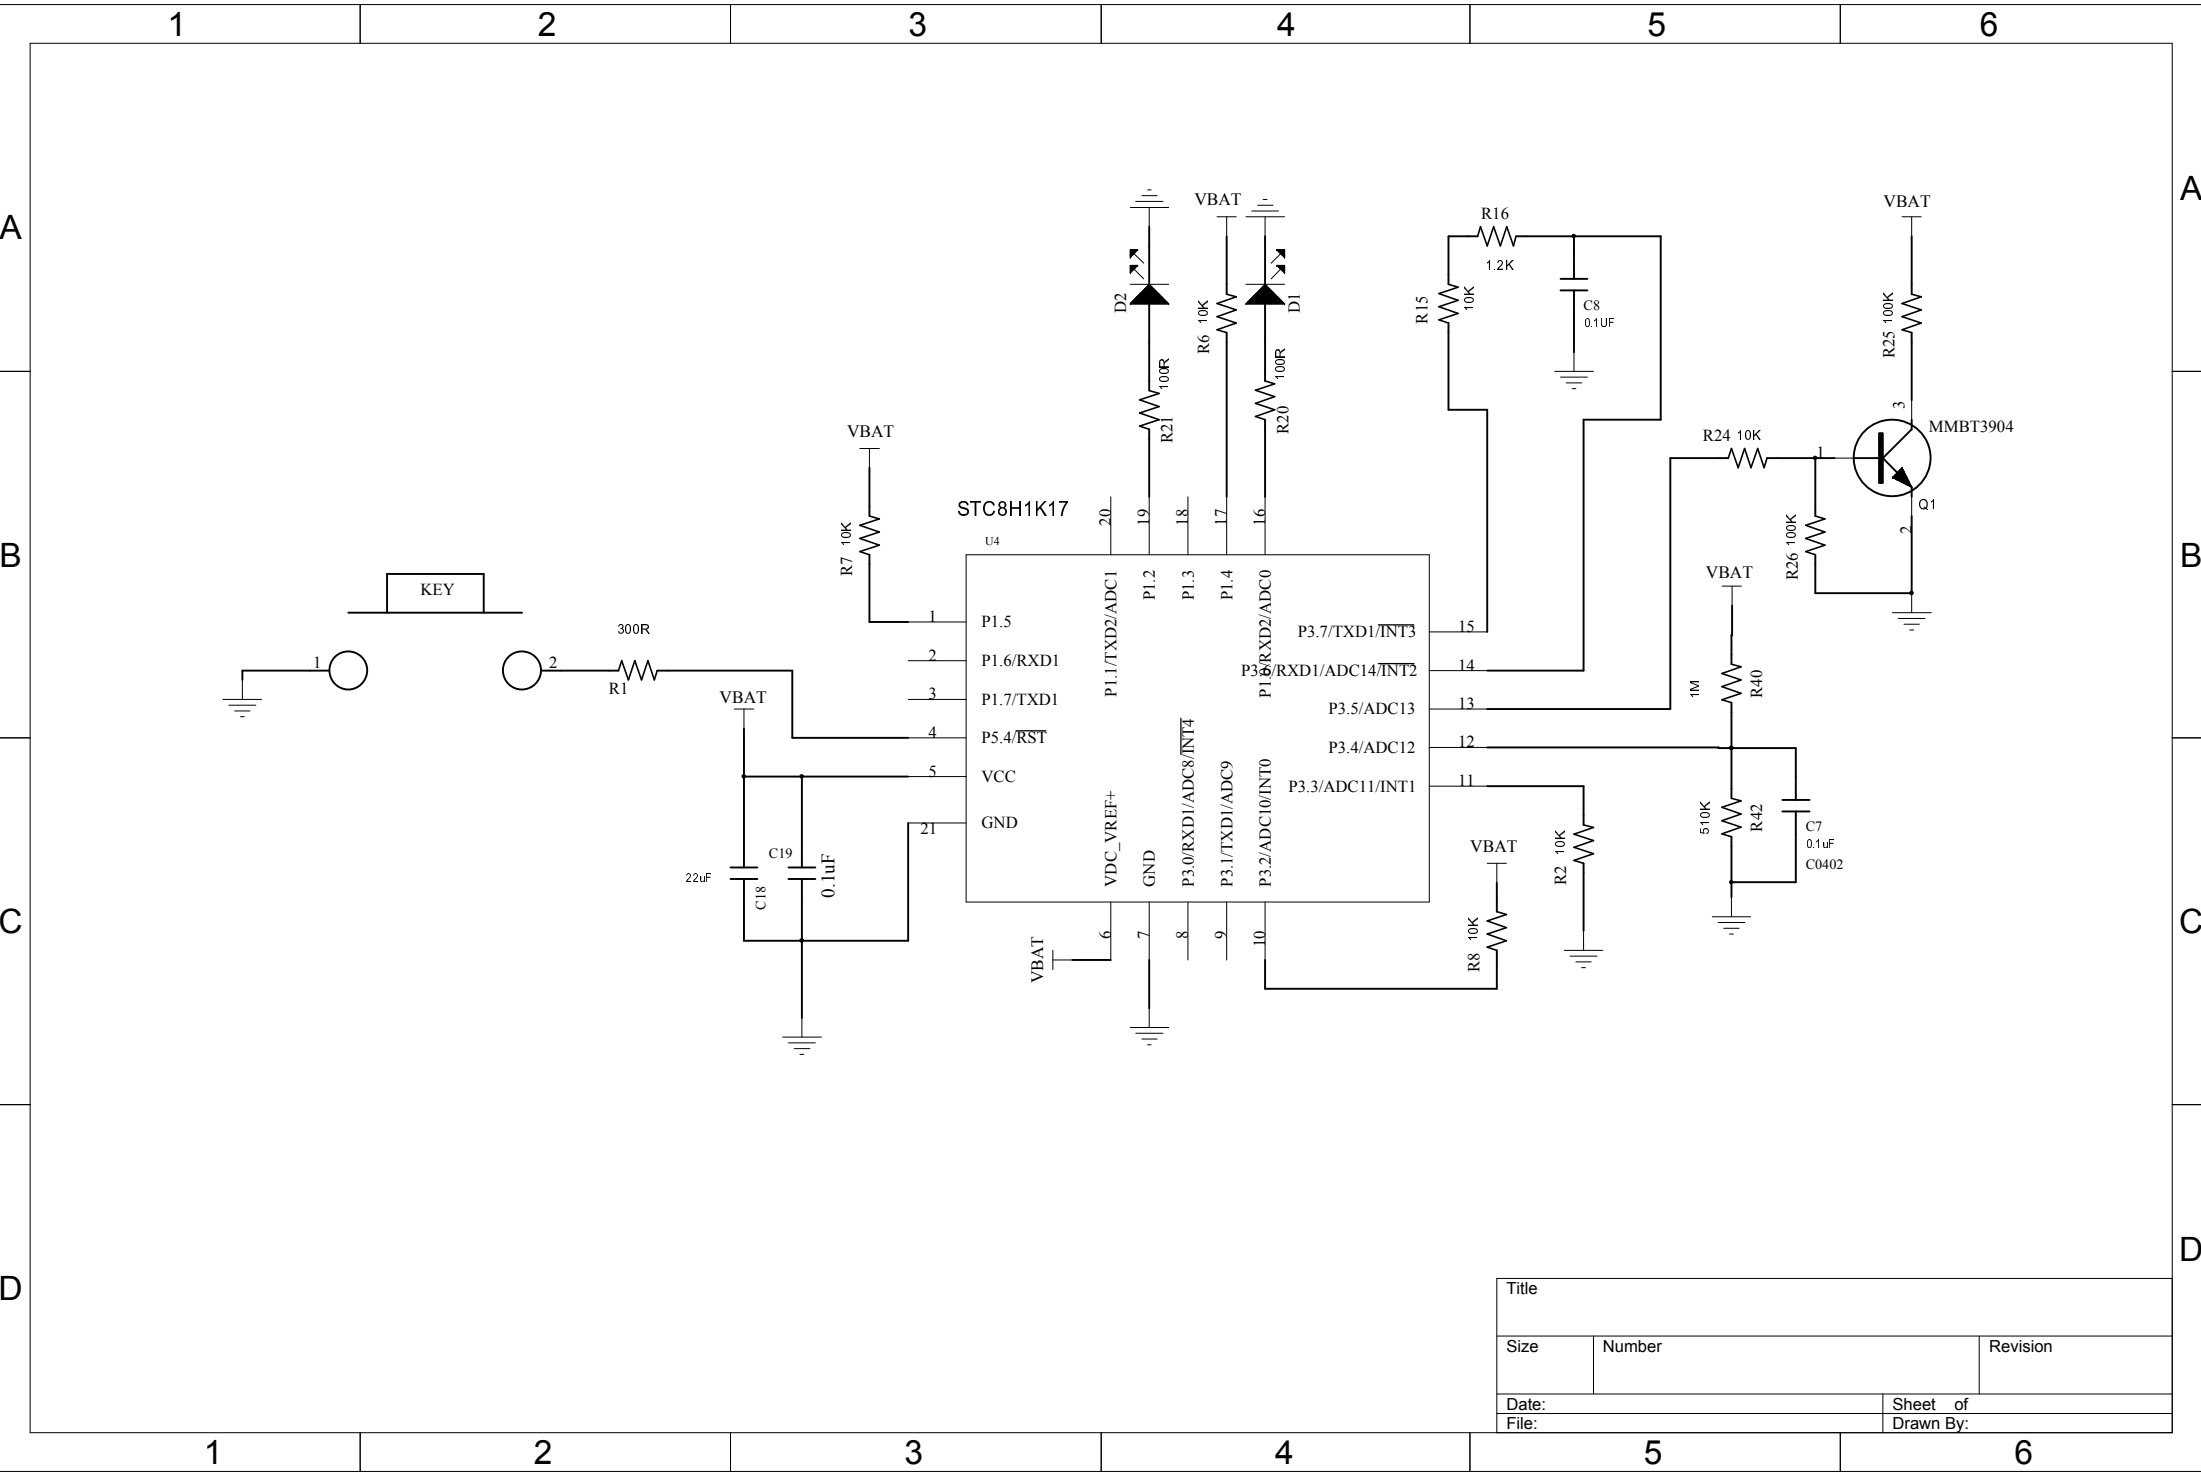 1 2 3 4 5 6
A
A
VBAT
R16
VBAT
1.2K
D2
R6 10K
D1
R15
10K
C8
0.1UF
R25 100K
VBAT
100R
R21
100R
R20
3
MMBT3904
R24 10K
1
Q1
2
R26 100K
STC8H1K17
U4
R7 10K
20
19
18
17
16
B
B
KEY
300R
1
2
R1
VBAT
1
P1.5
2
P1.6/RXD1
3
P1.7/TXD1
4
P5.4/RST
5
VCC
21
GND
P1.1/TXD2/ADC1
P1.2
P1.3
P1.4
P1.0/RXD2/ADC0
P3.7/TXD1/INT3
15
P3.6/RXD1/ADC14/INT2
14
P3.5/ADC13
13
P3.4/ADC12
12
P3.3/ADC11/INT1
11
VDC_VREF+
GND
P3.0/RXD1/ADC8/INT4
P3.1/TXD1/ADC9
P3.2/ADC10/INT0
VBAT
1M
R40
510K
R42
C7
0.1uF
C0402
22uF
C18
C19
0.1uF
VBAT
R2 10K
R8 10K
C
C
VBAT
6
7
8
9
10
D
D
Title
Size
Number
Revision
Date:
Sheet of
File:
Drawn By:
1 2 3 4 5 6